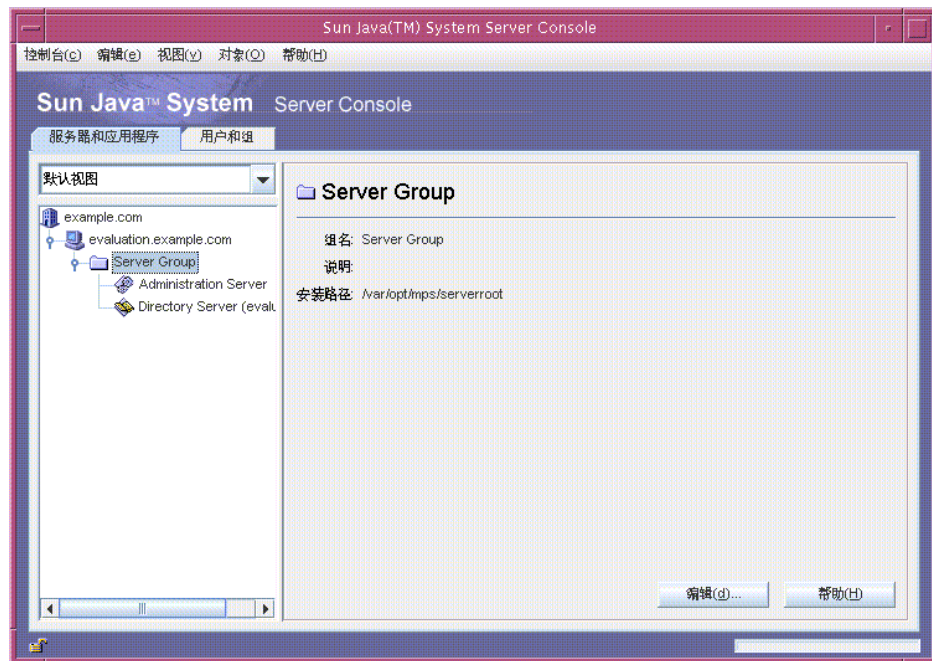 Sun Java(TM) System Server Console
控制台(c) 编辑(e) 视图(v) 对象(O) 帮助(H)
Sun Java™ System Server Console
服务器和应用程序 用户和组
默认视图
example.com
evaluation.example.com
Server Group
Administration Server
Directory Server (evalu
Server Group
组名: Server Group
说明:
安装路径: /var/opt/mps/serverroot
编辑(d)... 帮助(H)